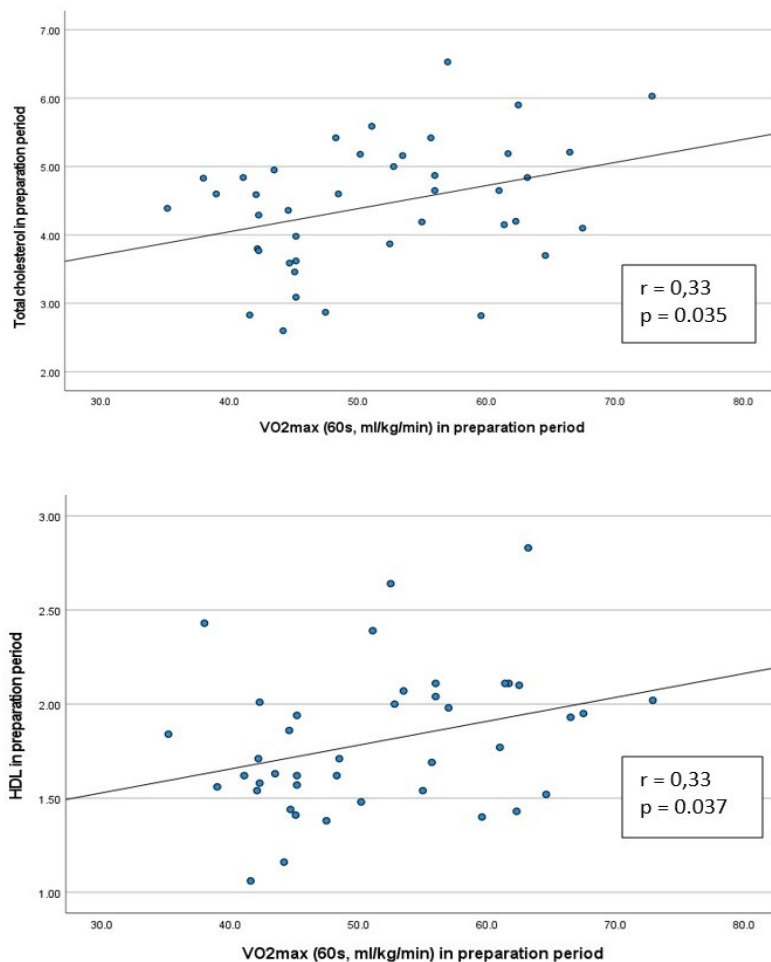 7.00
6.00
5.00
4.00
3.00
2.00
Total cholesterol in preparation period
r = 0,33
p = 0.035
30.0 40.0 50.0 60.0 70.0 80.0
VO2max (60s, ml/kg/min) in preparation period
3.00
2.50
2.00
1.50
1.00
HDL in preparation period
r = 0,33
p = 0.037
30.0 40.0 50.0 60.0 70.0 80.0
VO2max (60s, ml/kg/min) in preparation period